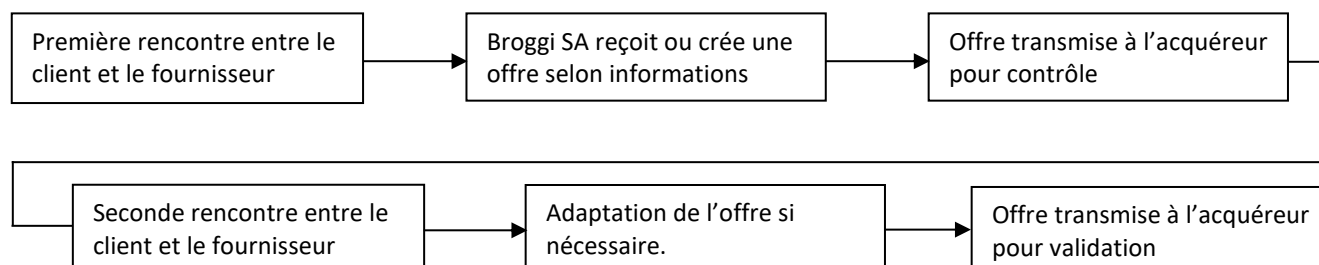 Première rencontre entre le
client et le fournisseur
Broggi SA reçoit ou crée une
offre selon informations
Offre transmise à l’acquéreur
pour contrôle
Seconde rencontre entre le
client et le fournisseur
Adaptation de l’offre si
nécessaire.
Offre transmise à l’acquéreur
pour validation